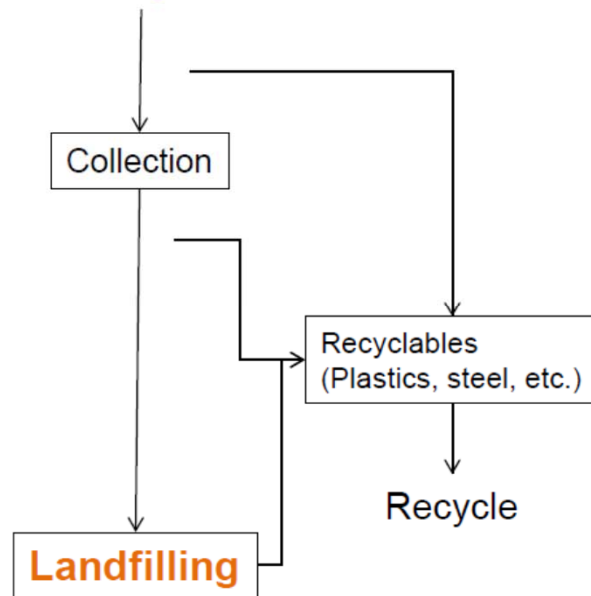 Collection
Recyclables
(Plastics, steel, etc.)
Recycle
Landfilling